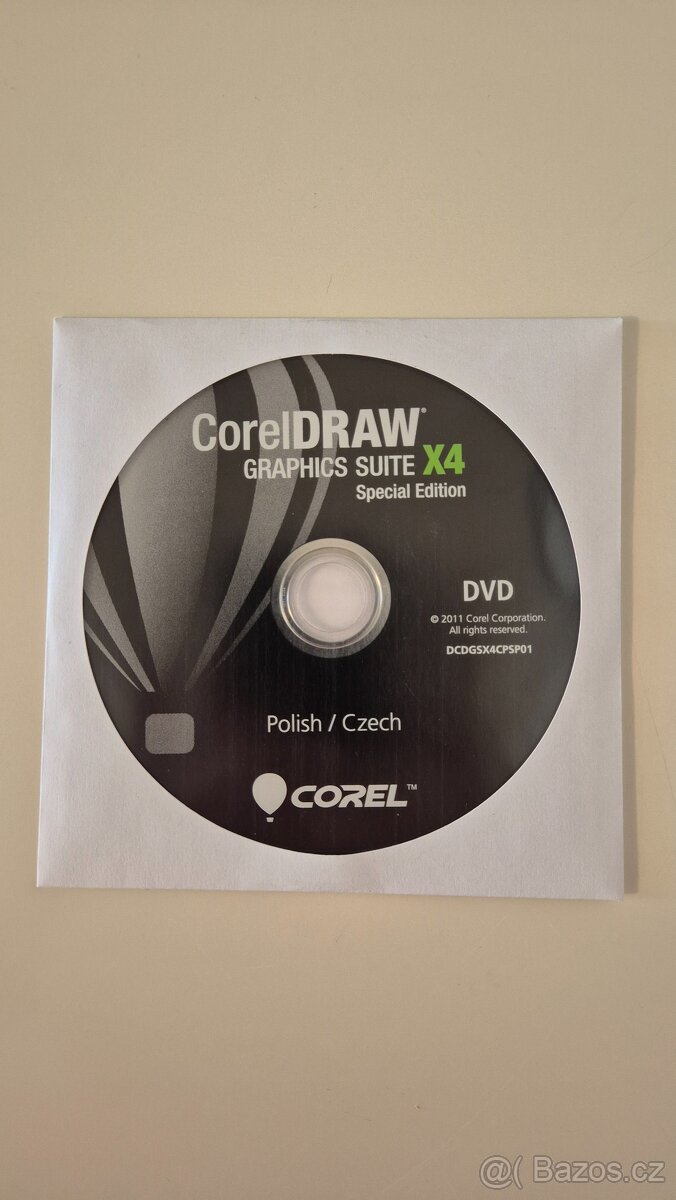 CorelDRAW®
GRAPHICS SUITE X4
Special Edition
DVD
© 2011 Corel Corporation.
All rights reserved.
DCDGSX4CPSP01
Polish / Czech
COREL™
@( Bazos.cz